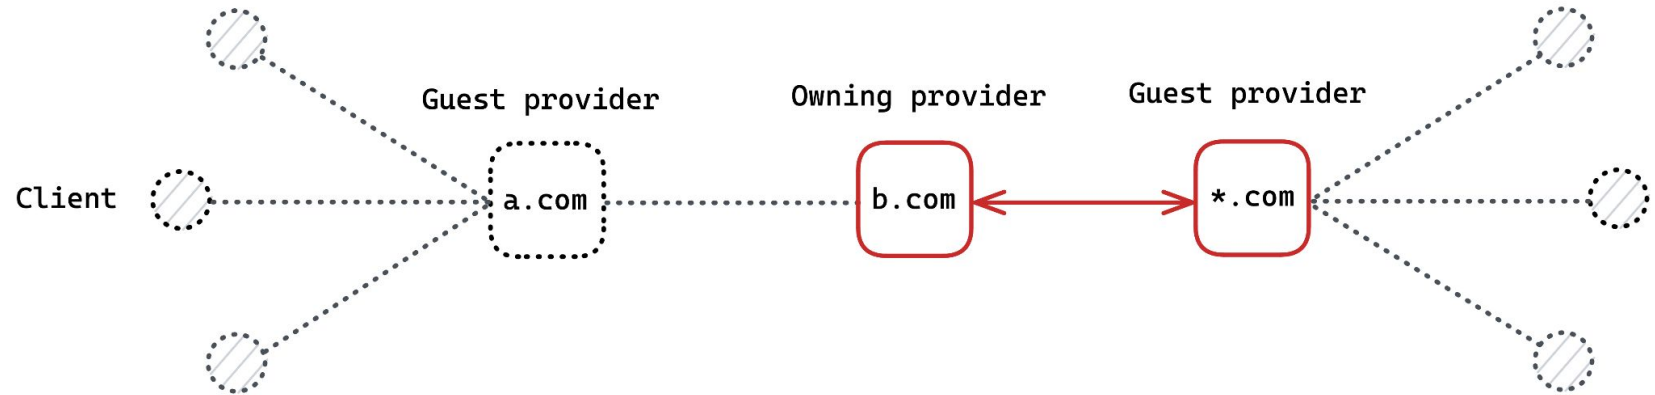 Guest provider
Owning provider
Guest provider
Client
a.com
b.com
*.com